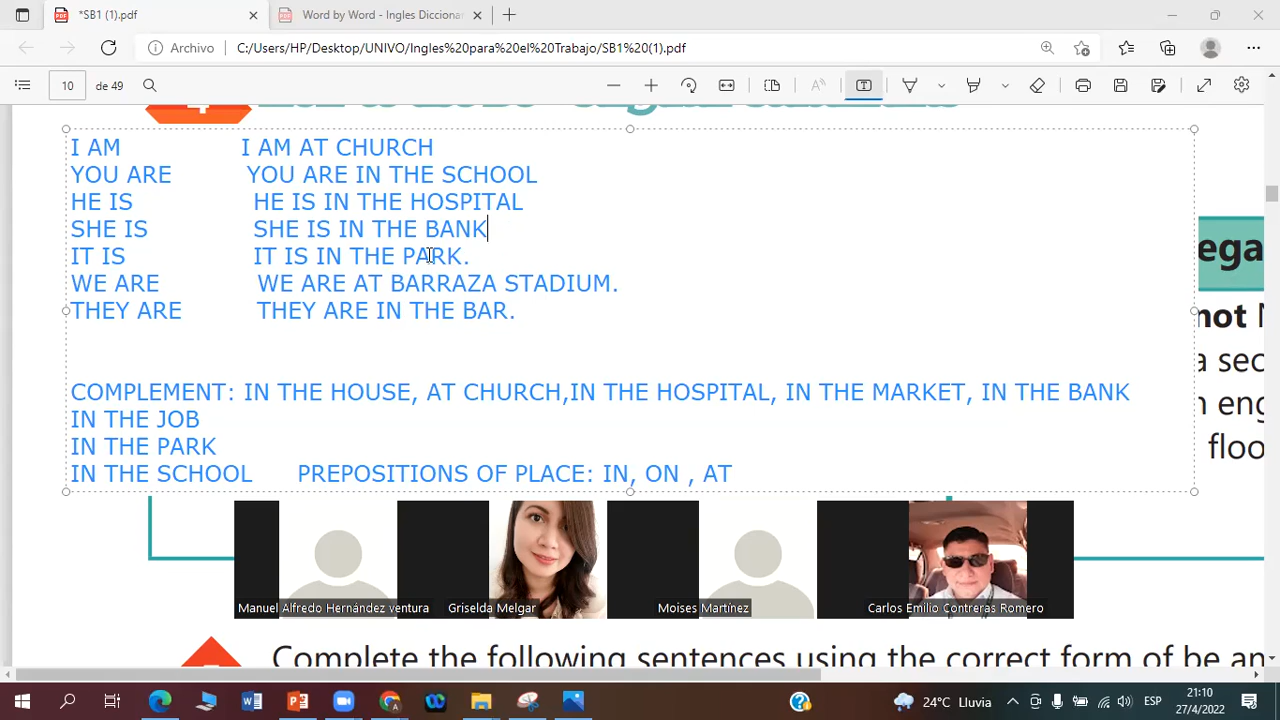 *SB1 (1).pdf
Word by Word - Ingles Dicciona
Archivo C:/Users/HP/Desktop/UNIVO/Ingles%20para%20el%20Trabajo/SB1%20(1).pdf
10 de 49
I AM I AM AT CHURCH
YOU ARE YOU ARE IN THE SCHOOL
HE IS HE IS IN THE HOSPITAL
SHE IS SHE IS IN THE BANK
IT IS IT IS IN THE PARK.
WE ARE WE ARE AT BARRAZA STADIUM.
THEY ARE THEY ARE IN THE BAR.
ega
not
a sec
n eng
floo
COMPLEMENT: IN THE HOUSE, AT CHURCH,IN THE HOSPITAL, IN THE MARKET, IN THE BANK
IN THE JOB
IN THE PARK
IN THE SCHOOL PREPOSITIONS OF PLACE: IN, ON , AT
Manuel Alfredo Hernández ventura Griselda Melgar Moises Martínez Carlos Emilio Contreras Romero
Complete the following sentences using the correct form of be an
24°C Lluvia ESP 21:10
27/4/2022